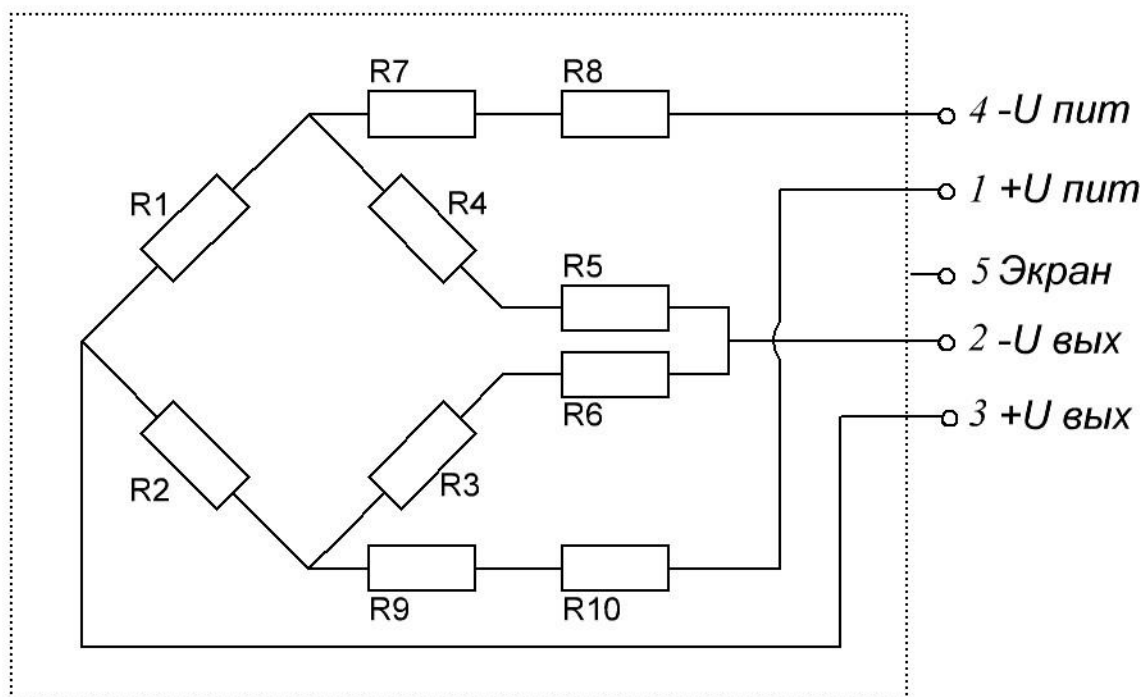 R7
R8
4 -U пит
R1
R4
1 +U пит
R5
5 Экран
2 -U вых
R6
3 +U вых
R2
R3
R9
R10